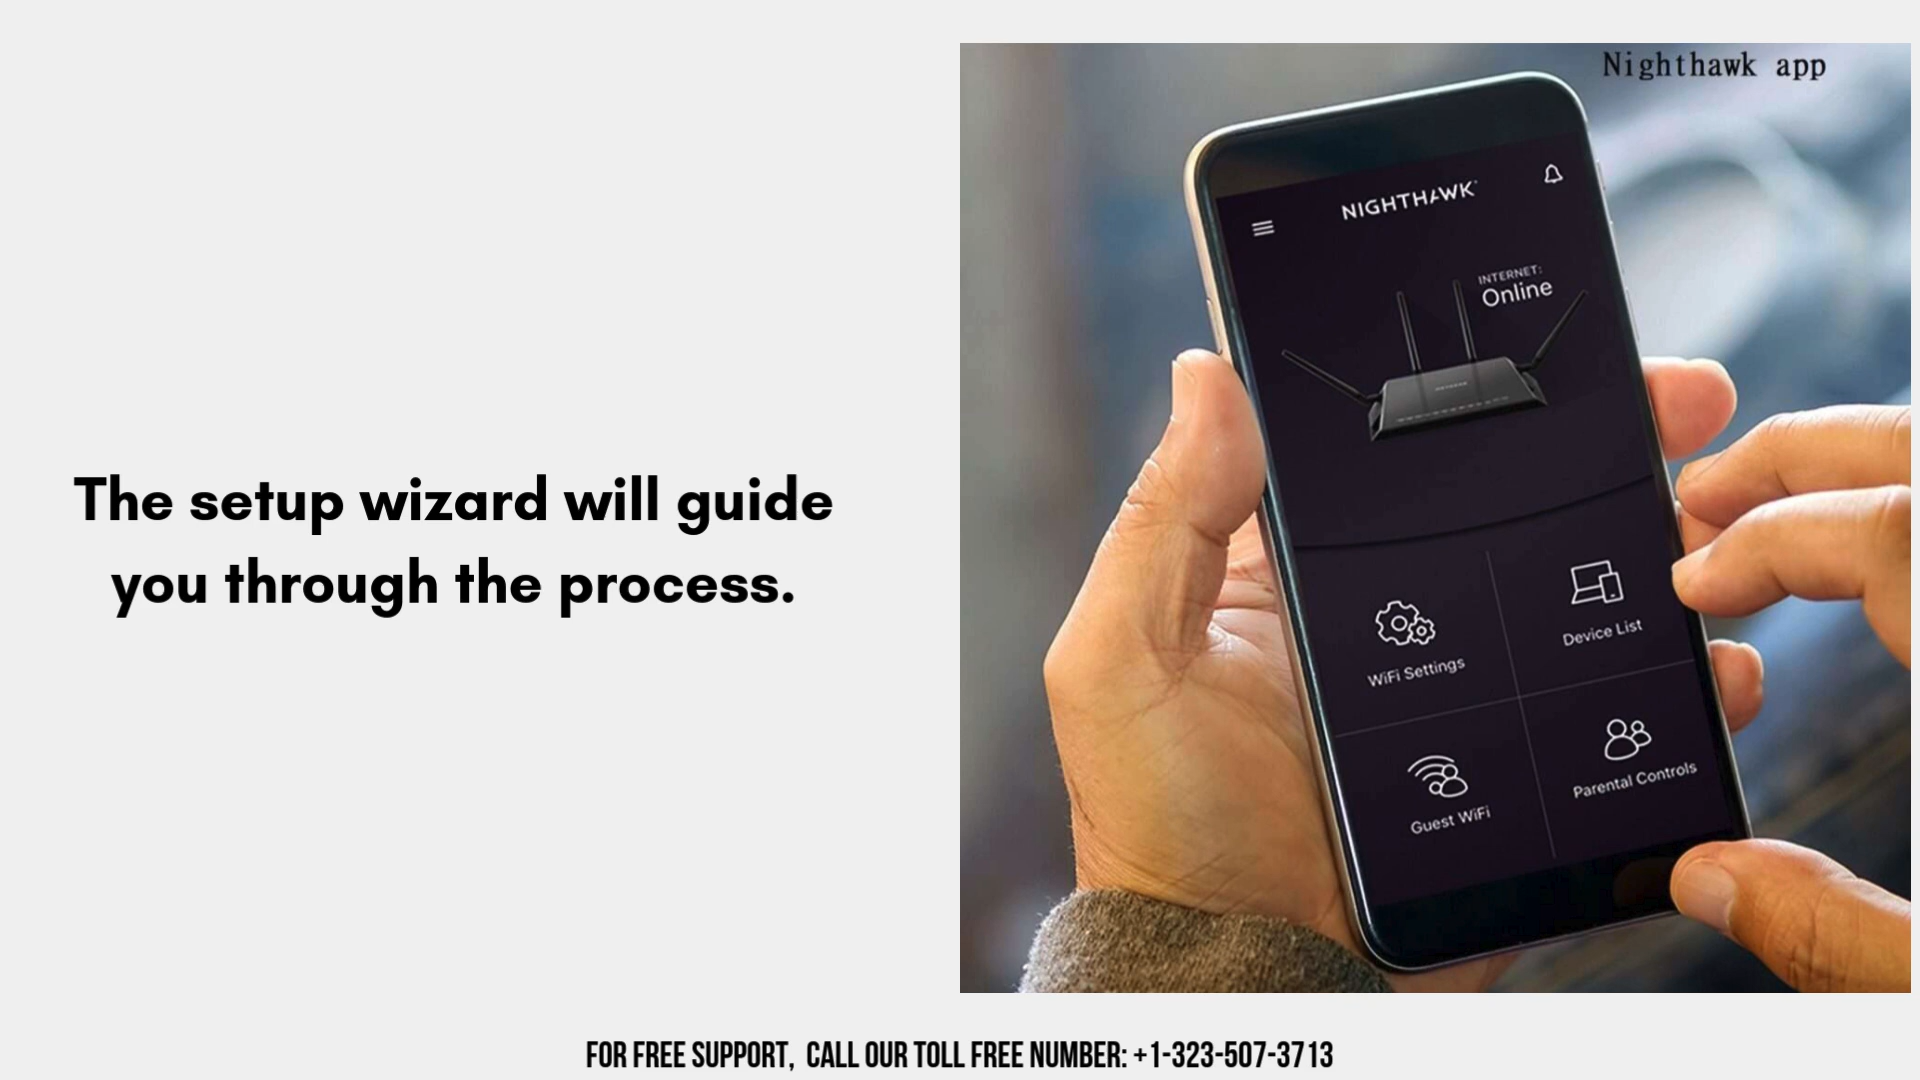 Nighthawk app
NIGHTHAWK
INTERNET:
Online
The setup wizard will guide
you through the process.
WiFi Settings
Device List
Guest WiFi
Parental Controls
FOR FREE SUPPORT, CALL OUR TOLL FREE NUMBER: +1-323-507-3713